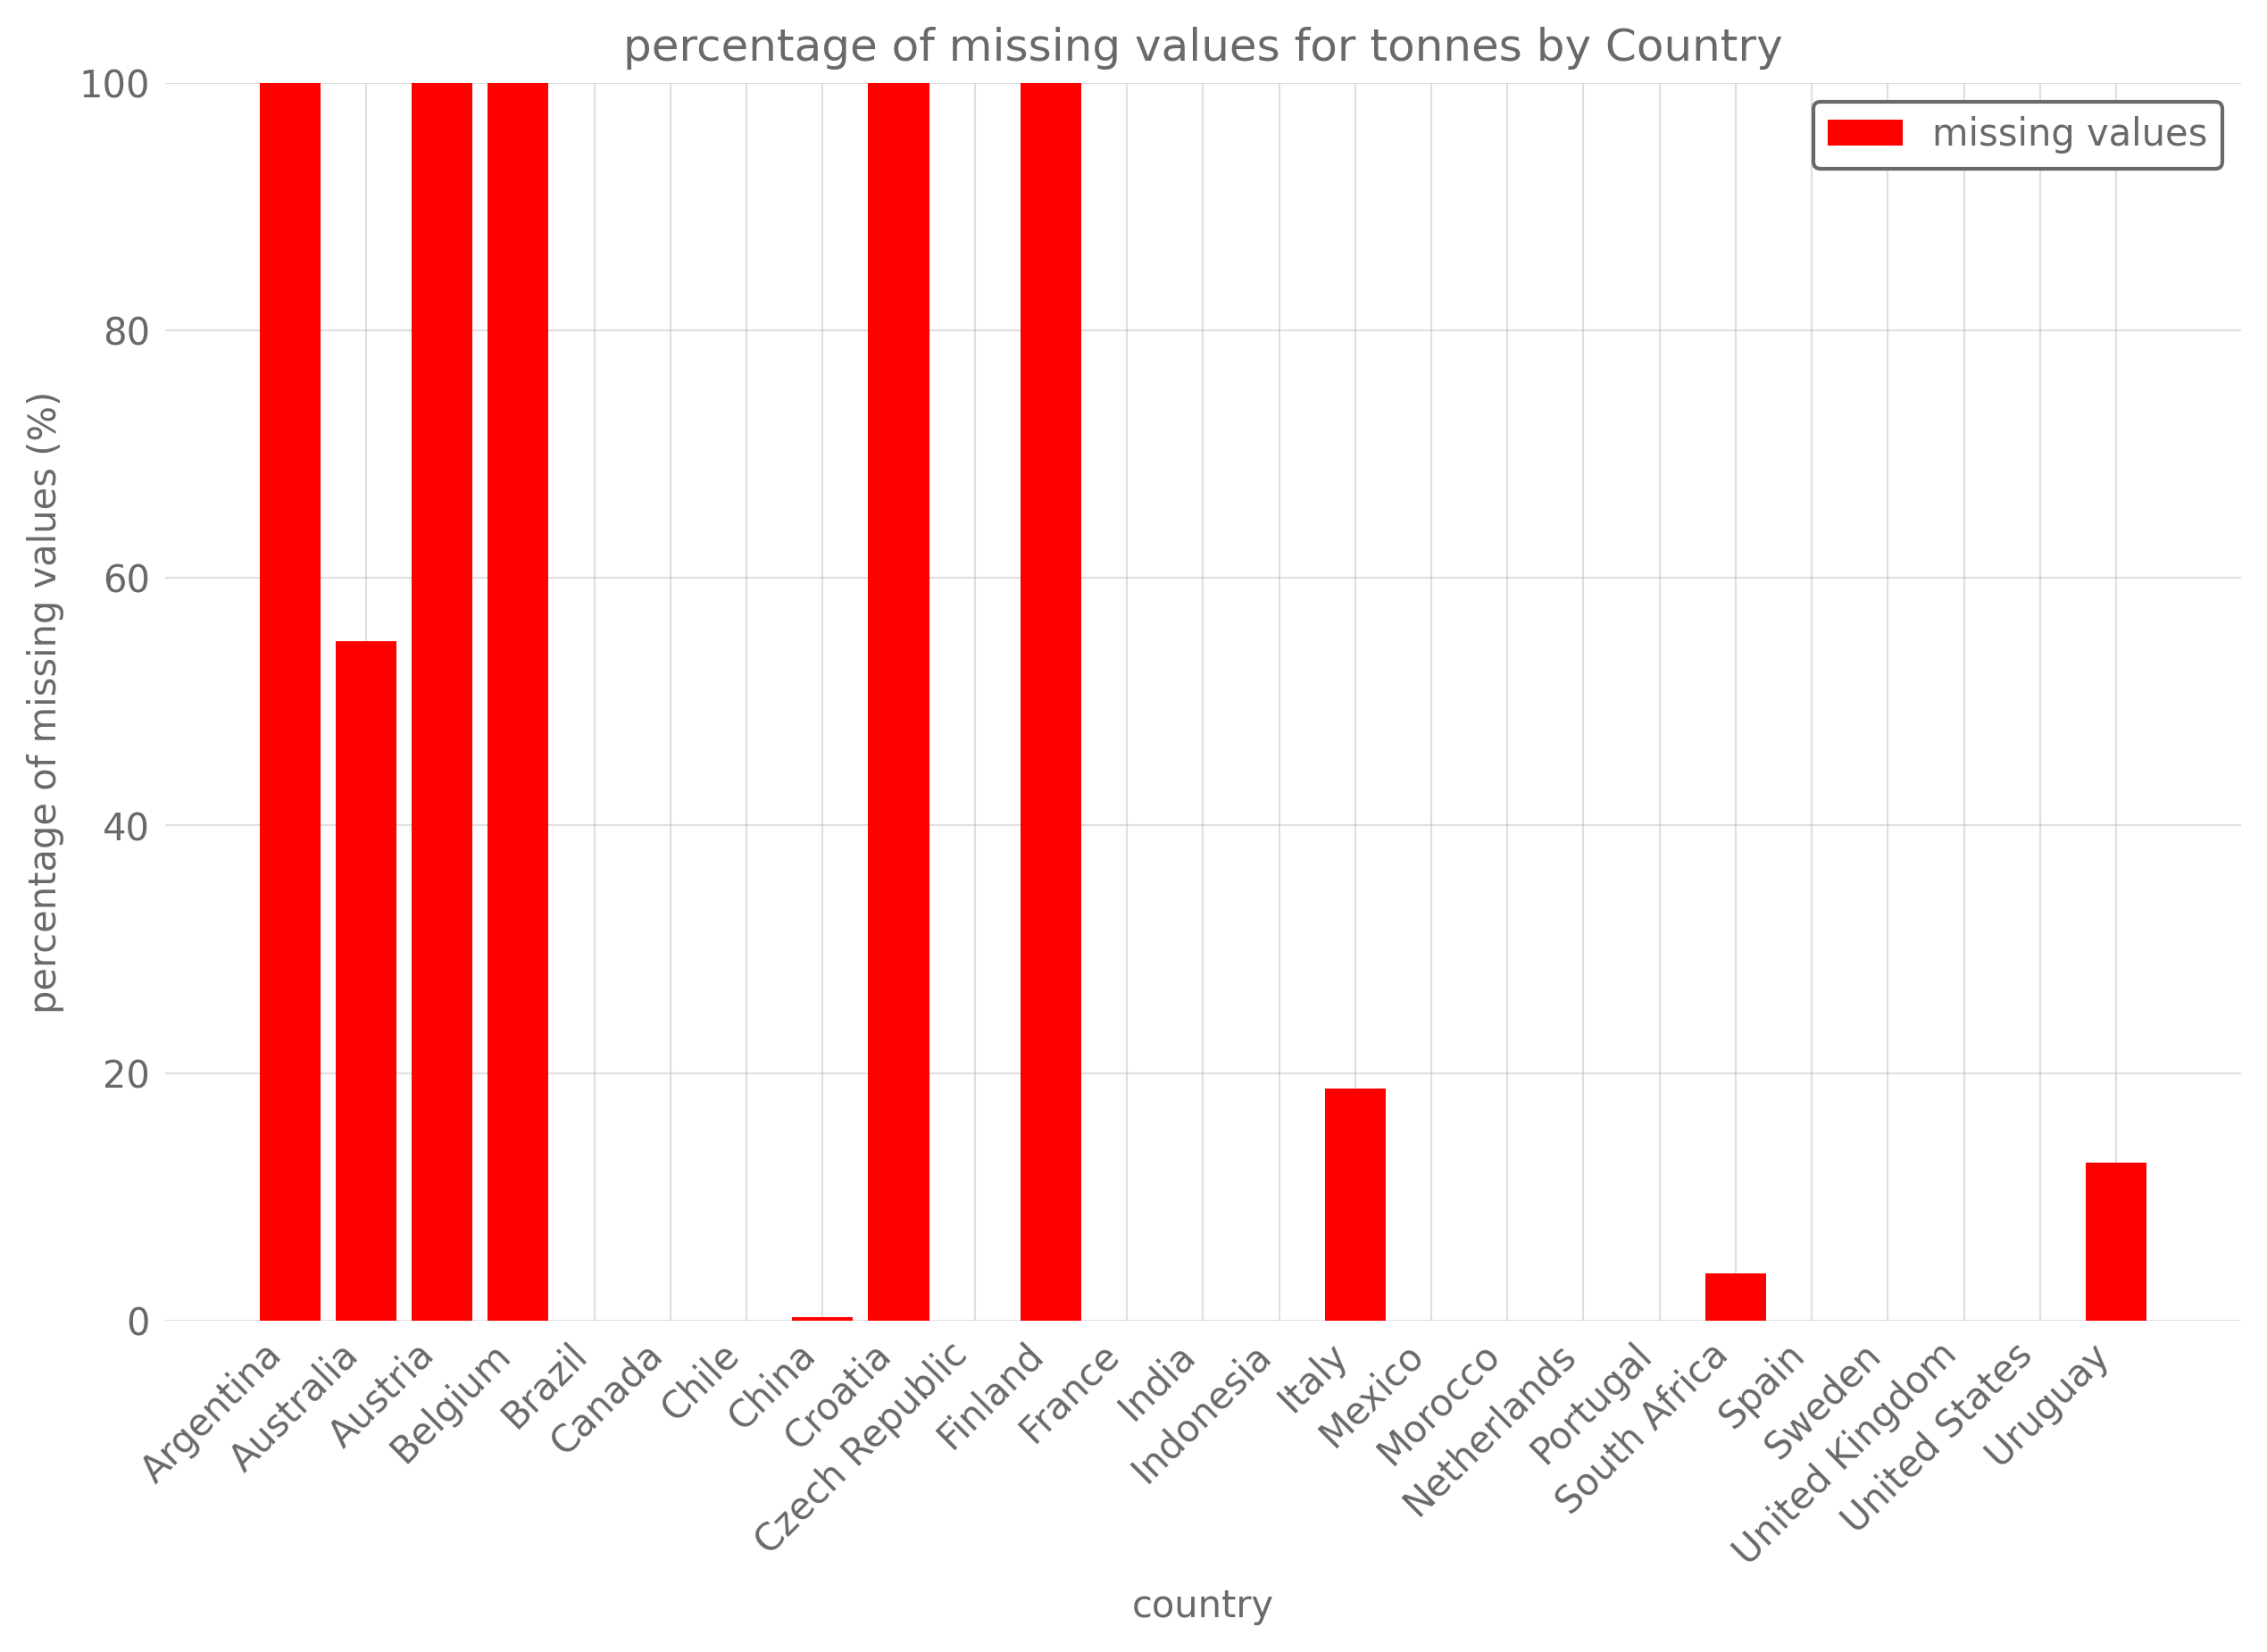 percentage of missing values for tonnes by Country
missing values
percentage of missing values (%)
100
80
60
40
20
0
Argentina
Australia
Austria
Belgium
Brazil
Canada
Chile
China
Croatia
Czech Republic
Finland
France
India
Indonesia
Italy
Mexico
Morocco
Netherlands
Portugal
South Africa
Spain
Sweden
United Kingdom
United States
Uruguay
country